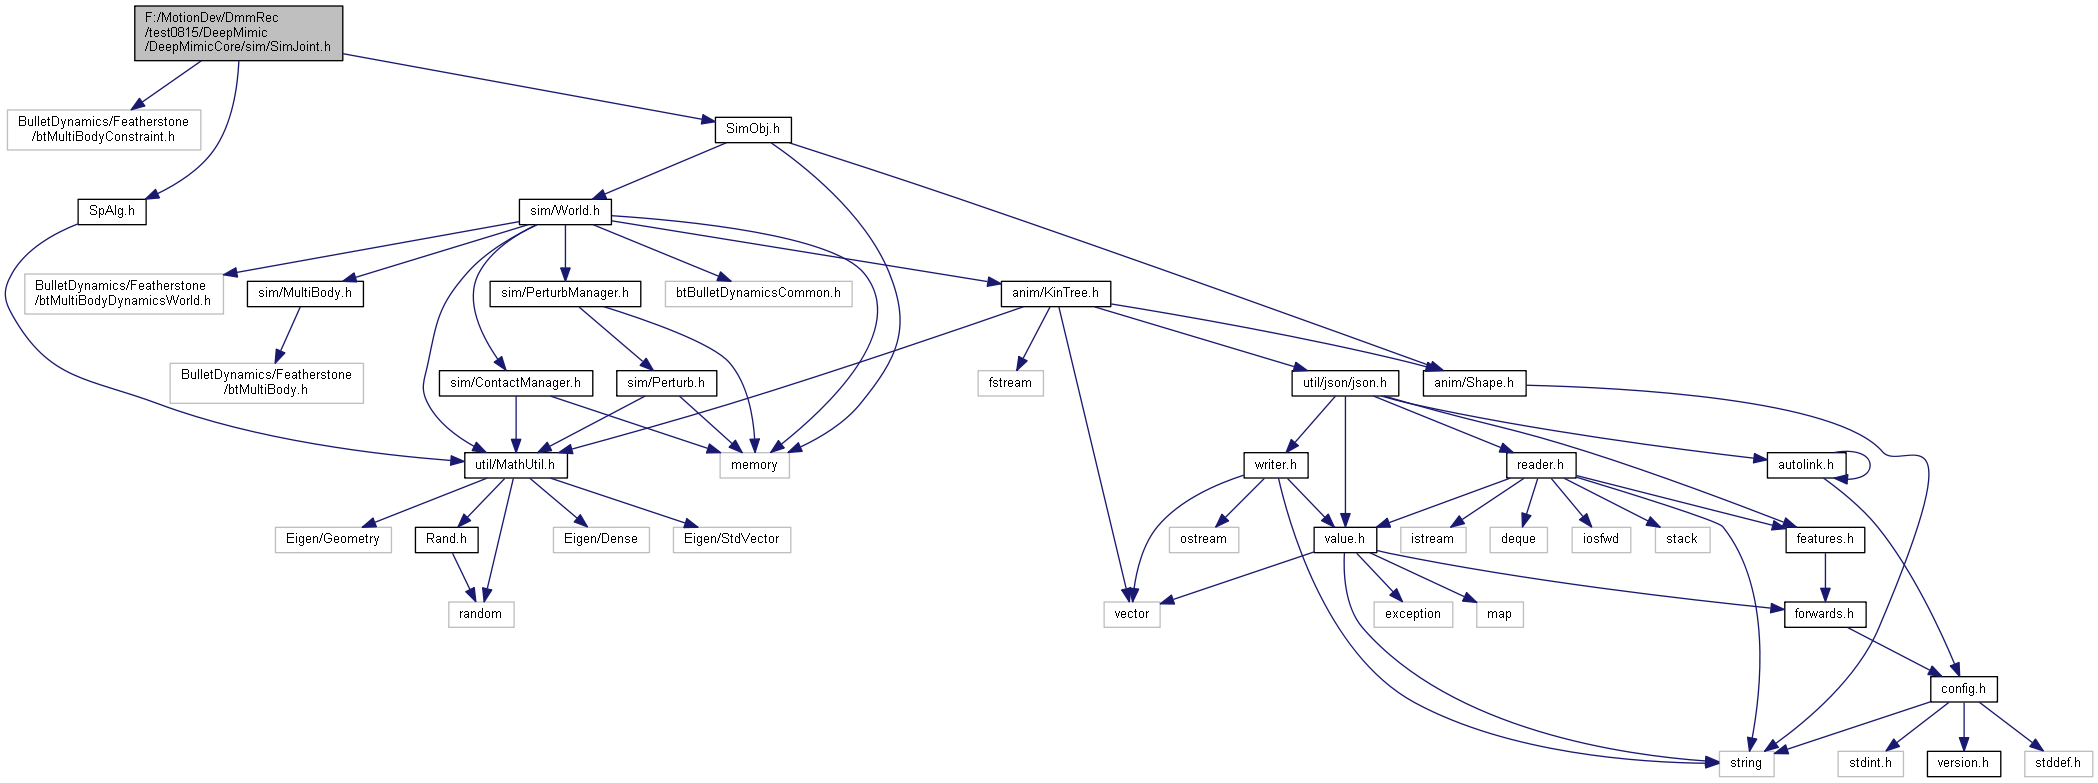 F:/MotionDev/DmmRec
/test0815/DeepMimic
/DeepMimicCore/sim/SimJoint.h
BulletDynamics/Featherstone
/btMultiBodyConstraint.h
SimObj.h
SpAlg.h
sim/World.h
BulletDynamics/Featherstone
/btMultiBodyDynamicsWorld.h
sim/MultiBody.h
sim/PerturbManager.h
btBulletDynamicsCommon.h
anim/KinTree.h
BulletDynamics/Featherstone
/btMultiBody.h
sim/ContactManager.h
sim/Perturb.h
fstream
util/json/json.h
anim/Shape.h
util/MathUtil.h
memory
writer.h
reader.h
autolink.h
Eigen/Geometry
Rand.h
Eigen/Dense
Eigen/StdVector
ostream
value.h
istream
deque
iosfwd
stack
features.h
random
vector
exception
map
forwards.h
config.h
string
stdint.h
version.h
stddef.h